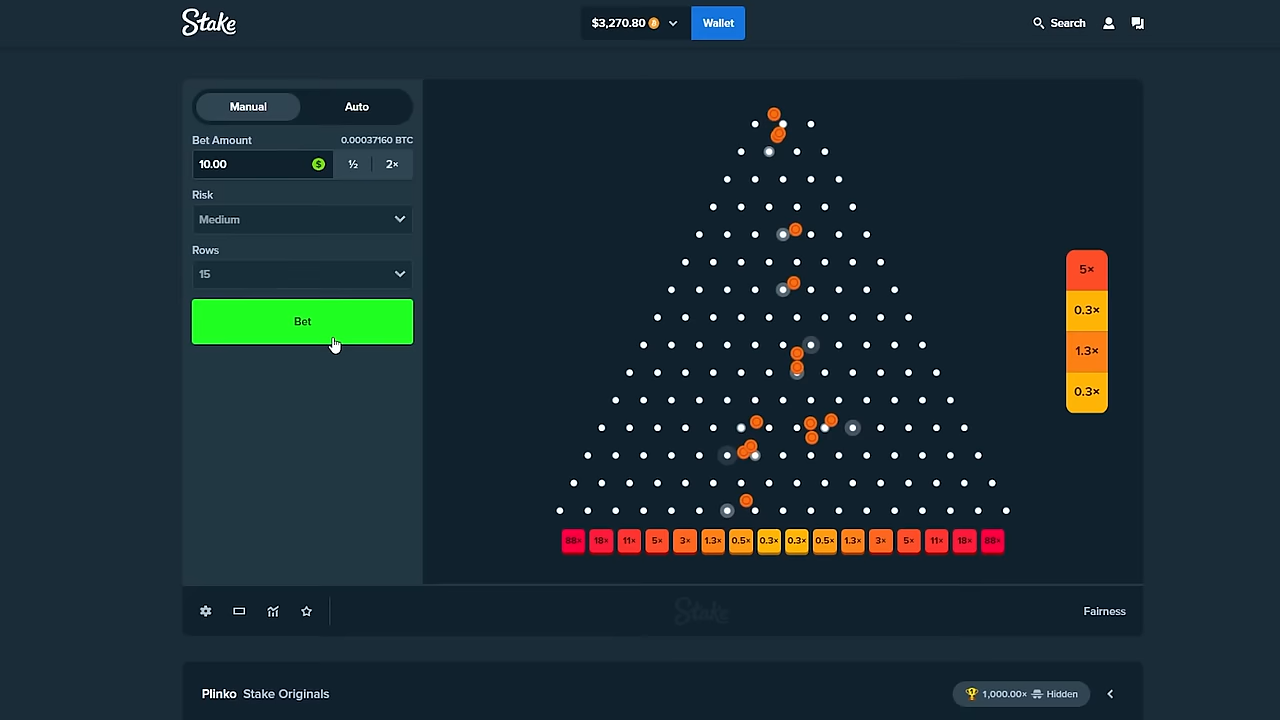 Stake
$3,270.80
Wallet
Search
Manual
Auto
Bet Amount
0.00037160 BTC
10.00
$
½
2×
Risk
Medium
Rows
15
Bet
5×
0.3×
1.3×
0.3×
88× 18× 11× 5× 3× 1.3× 0.5× 0.3× 0.3× 0.5× 1.3× 3× 5× 11× 18× 88×
Stake
Fairness
Plinko Stake Originals
1,000.00× Hidden